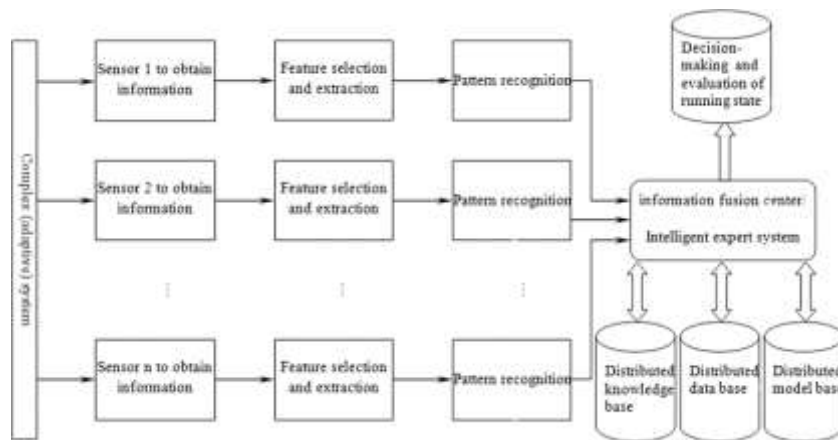 Complex (adaptive) system
Sensor 1 to obtain
information
Feature selection
and extraction
Pattern recognition
Decision-
making and
evaluation of
running state
Sensor 2 to obtain
information
Feature selection
and extraction
Pattern recognition
information fusion center/
Intelligent expert system
Sensor n to obtain
information
Feature selection
and extraction
Pattern recognition
Distributed
knowledge
base
Distributed
data base
Distributed
model base